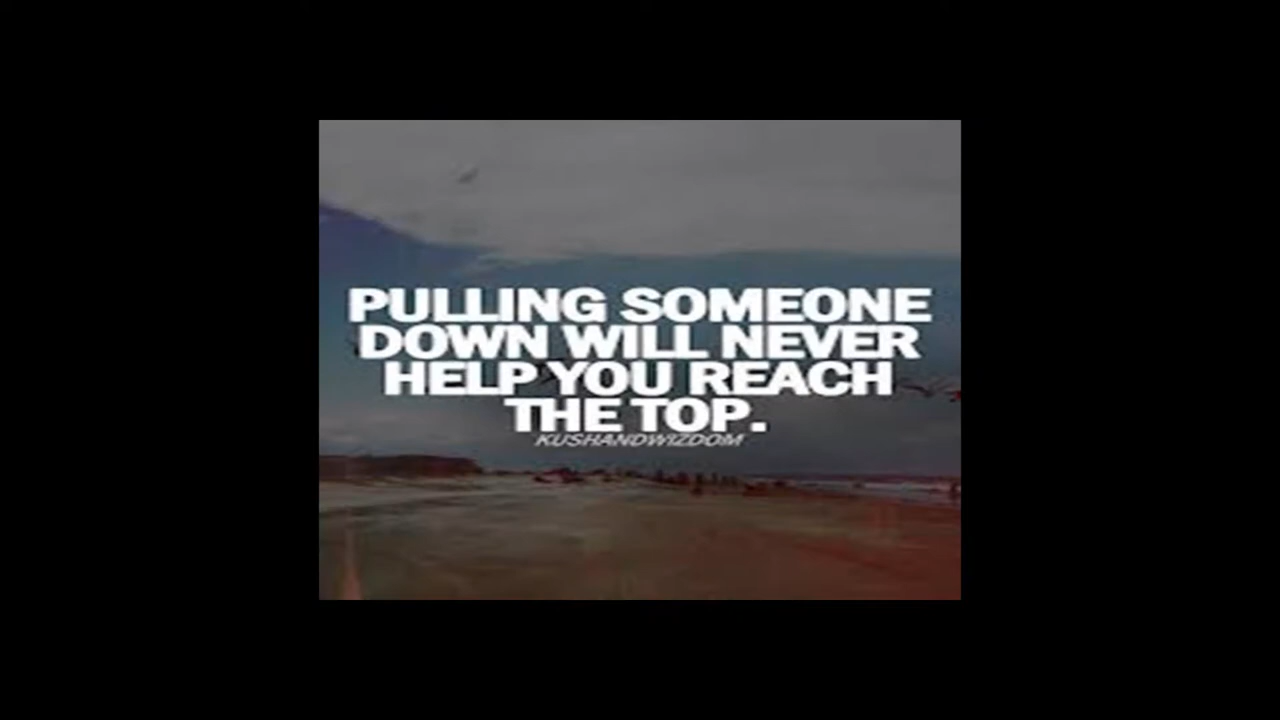 PULLING SOMEONE
DOWN WILL NEVER
HELP YOU REACH
THE TOP.
KUSHANDWIZDOM